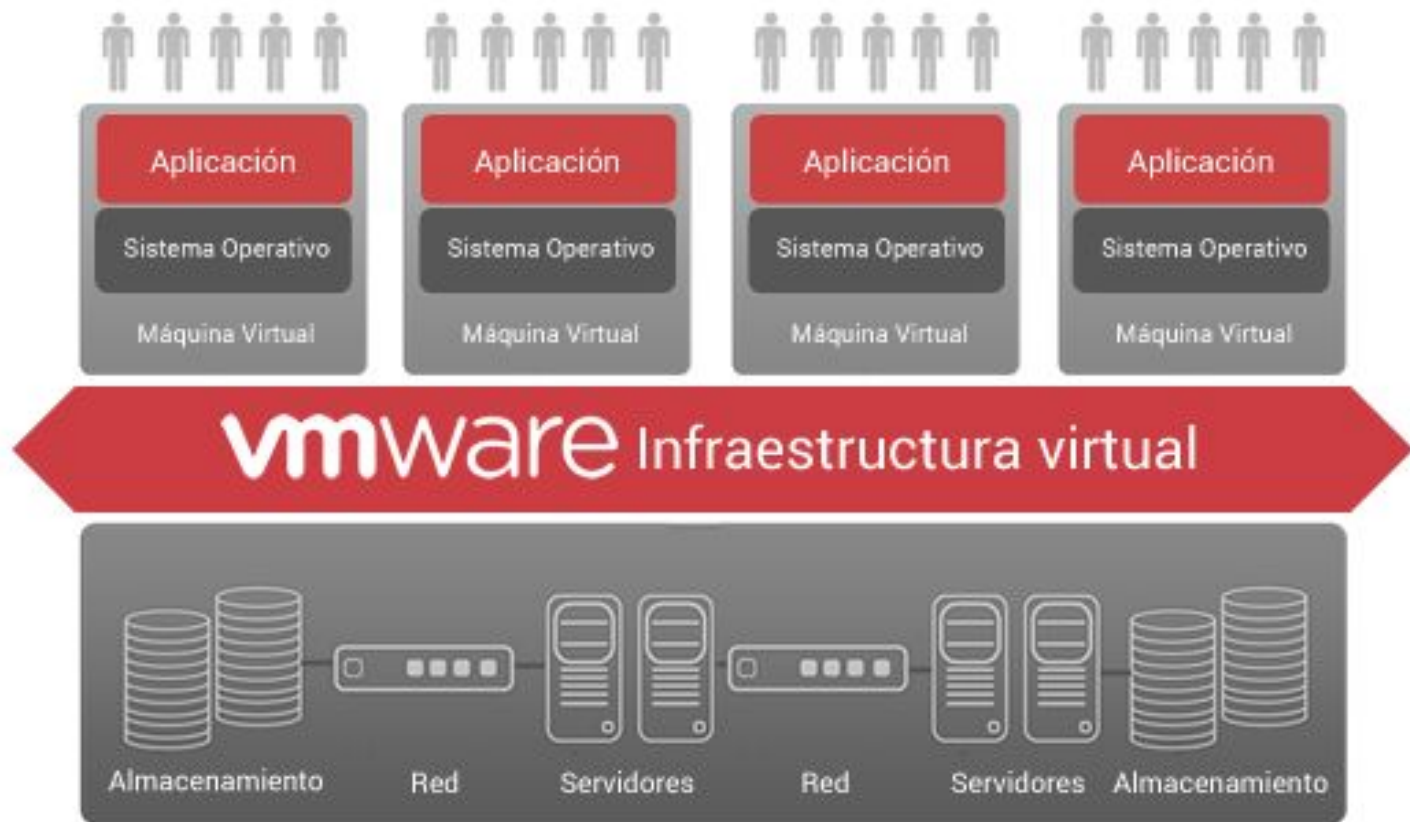 Aplicación Aplicación Aplicación Aplicación
Sistema Operativo Sistema Operativo Sistema Operativo Sistema Operativo
Máquina Virtual Máquina Virtual Máquina Virtual Máquina Virtual
vmware Infraestructura virtual
Almacenamiento Red Servidores Red Servidores Almacenamiento